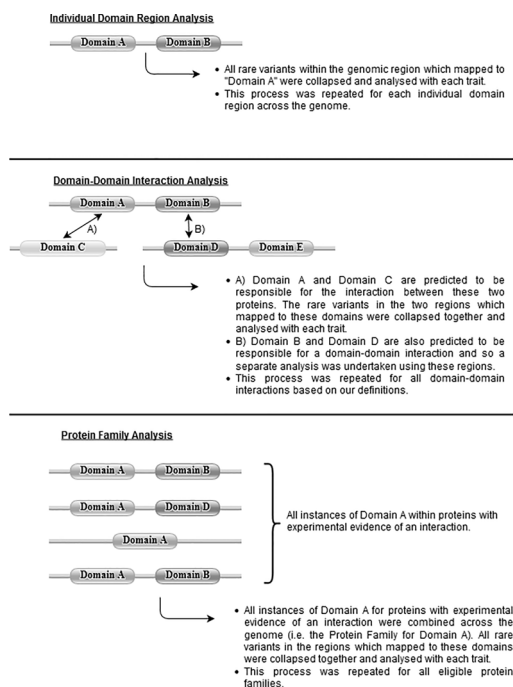 Individual Domain Region Analysis
Domain A Domain B
• All rare variants within the genomic region which mapped to
"Domain A" were collapsed and analysed with each trait.
• This process was repeated for each individual domain
region across the genome.
Domain-Domain Interaction Analysis
Domain A Domain B
A) B)
Domain C Domain D Domain E
• A) Domain A and Domain C are predicted to be
responsible for the interaction between these two
proteins. The rare variants in the two regions which
mapped to these domains were collapsed together and
analysed with each trait.
• B) Domain B and Domain D are also predicted to be
responsible for a domain-domain interaction and so a
separate analysis was undertaken using these regions.
• This process was repeated for all domain-domain
interactions based on our definitions.
Protein Family Analysis
Domain A Domain B
Domain A Domain D
Domain A
Domain A Domain B
All instances of Domain A within proteins with
experimental evidence of an interaction.
• All instances of Domain A for proteins with experimental
evidence of an interaction were combined across the
genome (i.e. the Protein Family for Domain A). All rare
variants in the regions which mapped to these domains
were collapsed together and analysed with each trait.
• This process was repeated for all eligible protein
families.